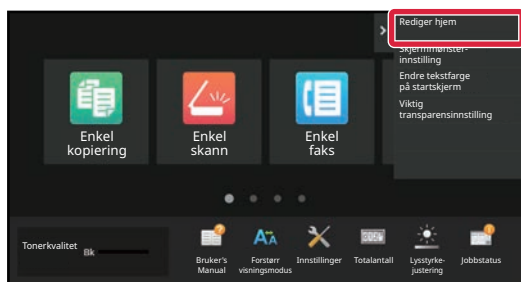 Rediger hjem
Skjermmønster-
innstilling
Endre tekstfarge
på startskjerm
Viktig
transparensinnstilling
Enkel
kopiering
Enkel
skann
Enkel
faks
Tonerkvalitet
Bk
Bruker's
Manual
Forstørr
visningsmodus
Innstillinger
Totalantall
Lysstyrke-
justering
Jobbstatus